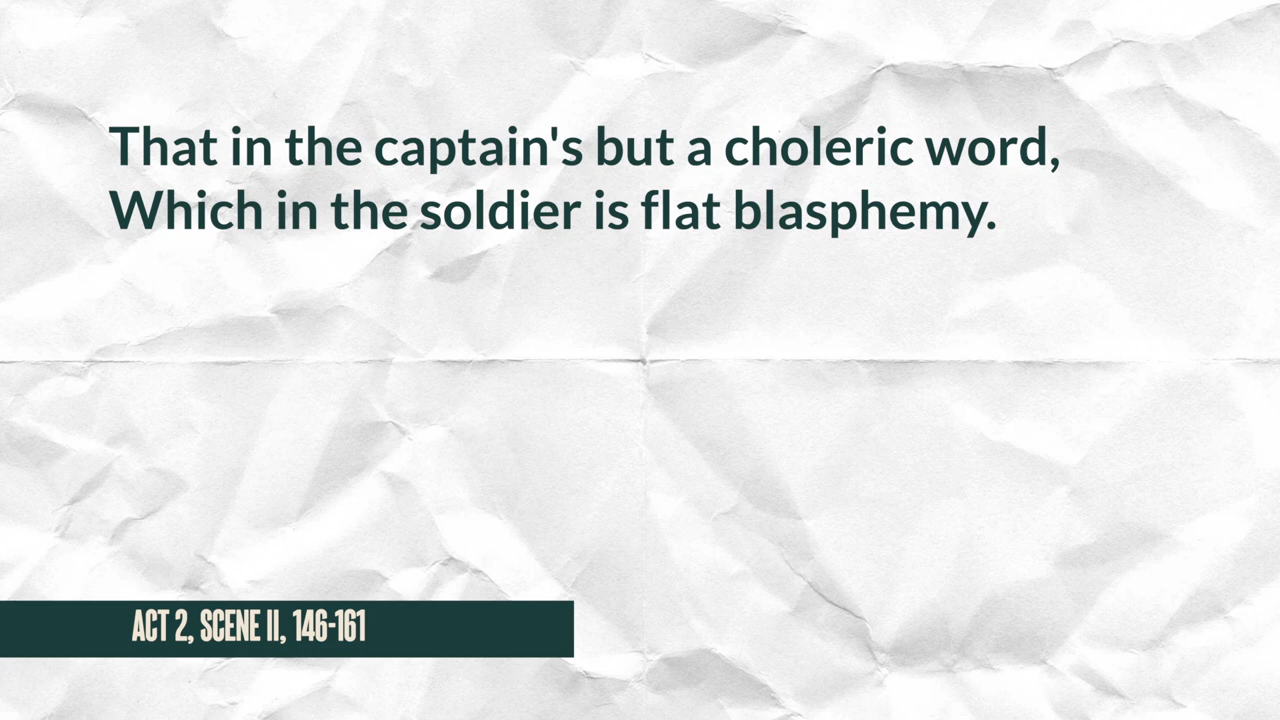 That in the captain's but a choleric word,
Which in the soldier is flat blasphemy.
ACT 2, SCENE II, 146-161